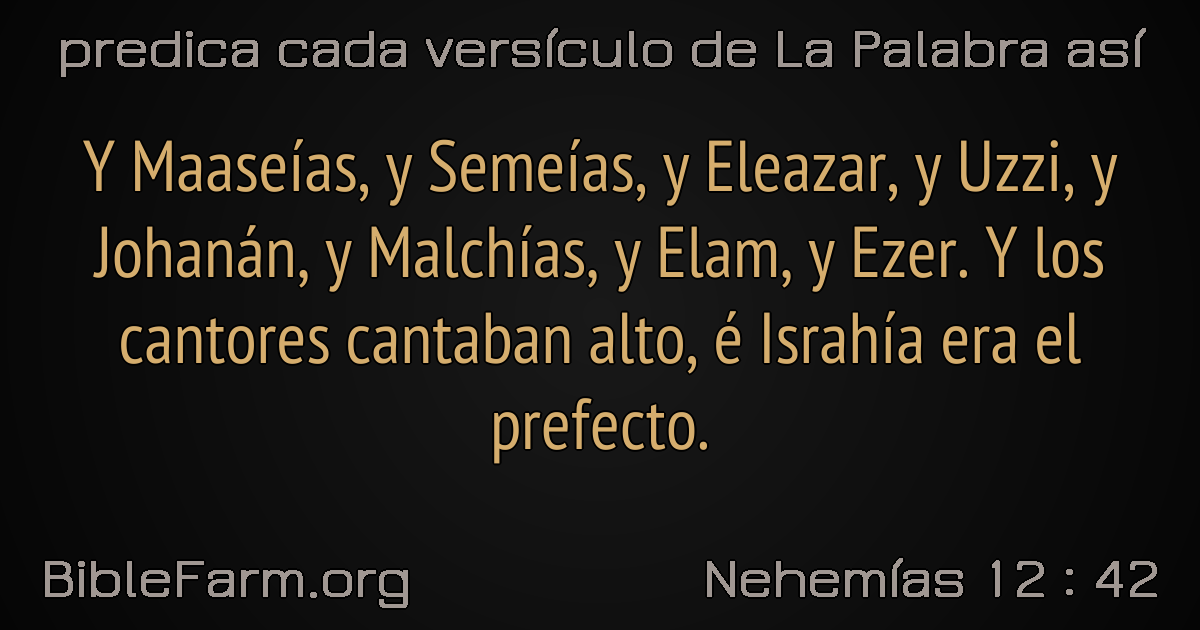 predica cada versículo de La Palabra así
Y Maaseías, y Semeías, y Eleazar, y Uzzi, y
Johanán, y Malchías, y Elam, y Ezer. Y los
cantores cantaban alto, é Israhía era el
prefecto.
BibleFarm.org
Nehemías 12 : 42